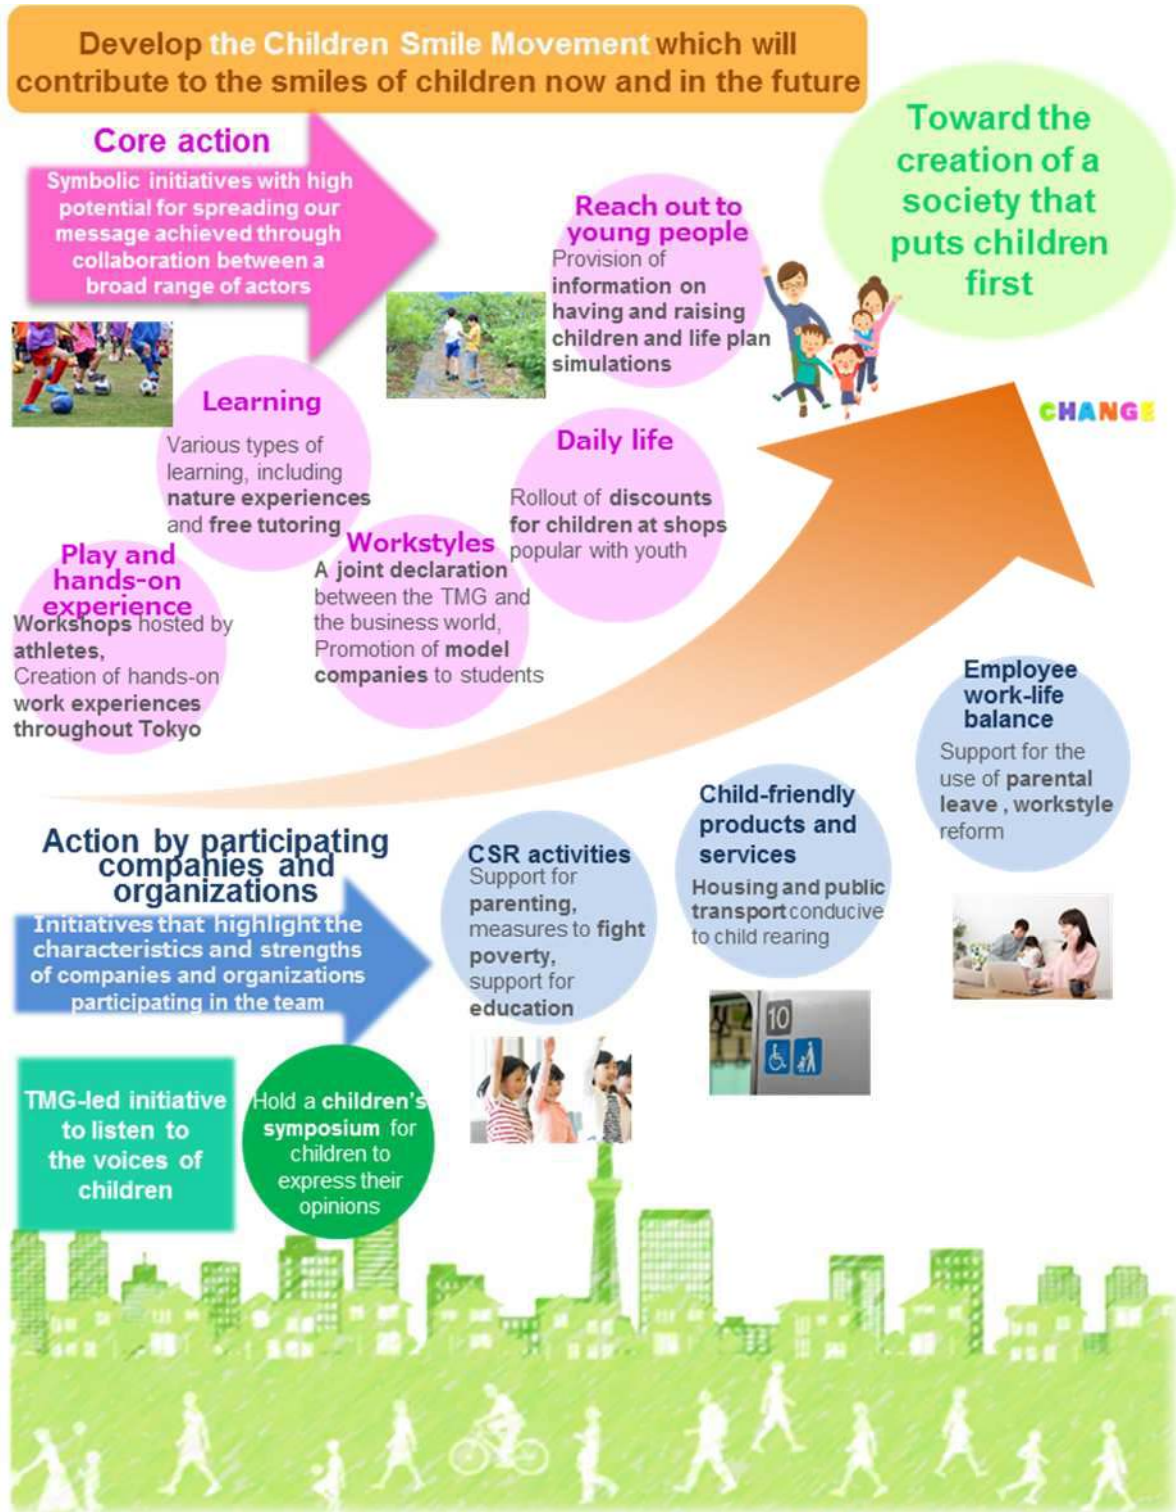 Develop the Children Smile Movement which will
contribute to the smiles of children now and in the future
Toward the
creation of a
society that
puts children
first
Core action
Symbolic initiatives with high
potential for spreading our
message achieved through
collaboration between a
broad range of actors
Reach out to
young people
Provision of
information on
having and raising
children and life plan
simulations
CHANGE
Learning
Various types of
learning, including
nature experiences
and free tutoring
Daily life
Rollout of discounts
for children at shops
popular with youth
Play and
hands-on
experience
Workshops hosted by
athletes,
Creation of hands-on
work experiences
throughout Tokyo
Workstyles
A joint declaration
between the TMG and
the business world,
Promotion of model
companies to students
Employee
work-life
balance
Support for the
use of parental
leave , workstyle
reform
Child-friendly
products and
services
Housing and public
transport conducive
to child rearing
Action by participating
companies and
organizations
Initiatives that highlight the
characteristics and strengths
of companies and organizations
participating in the team
CSR activities
Support for
parenting,
measures to fight
poverty,
support for
education
10
TMG-led initiative
to listen to
the voices of
children
Hold a children's
symposium for
children to
express their
opinions